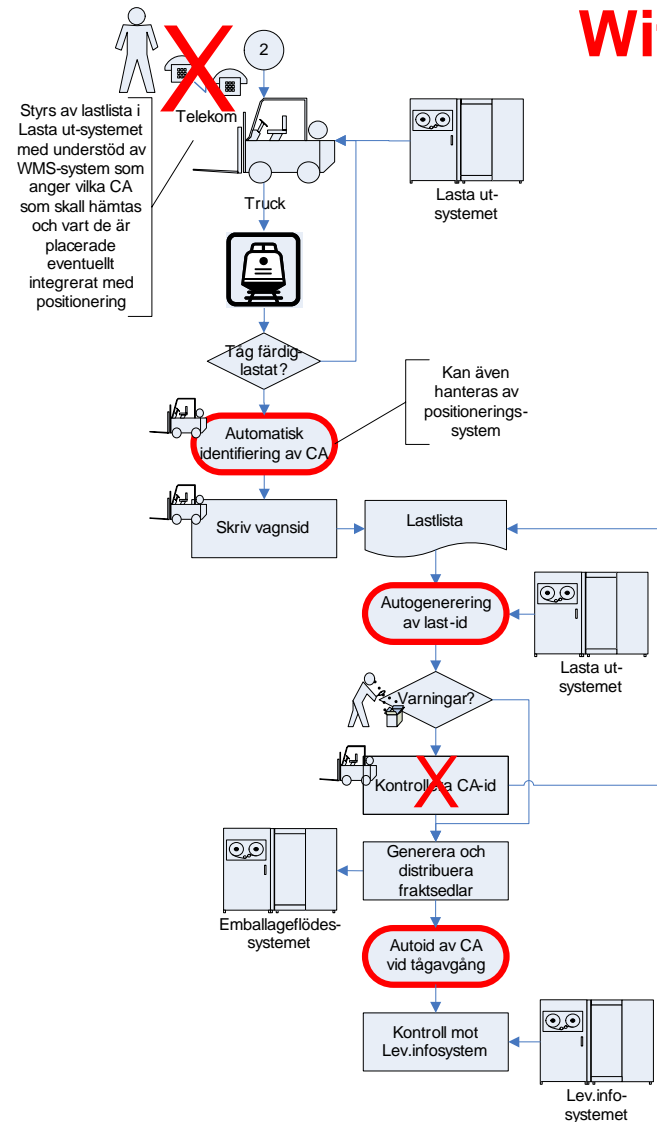 Wi
2
Telekom
Styrs av lastlista i
Lasta ut-systemet
med understöd av
WMS-system som
anger vilka CA
som skall hämtas
och vart de är
placerade
eventuellt
integrerat med
positionering
Truck
Lasta ut-
systemet
Tåg färdig-
lastat?
Kan även
hanteras av
positionerings-
system
Automatisk
identifiering av CA
Skriv vagnsid
Lastlista
Autogenerering
av last-id
Lasta ut-
systemet
Varningar?
Kontrollera CA-id
Generera och
distribuera
fraktsedlar
Emballageflödes-
systemet
Autoid av CA
vid tågavgång
Kontroll mot
Lev.infosystem
Lev.info-
systemet